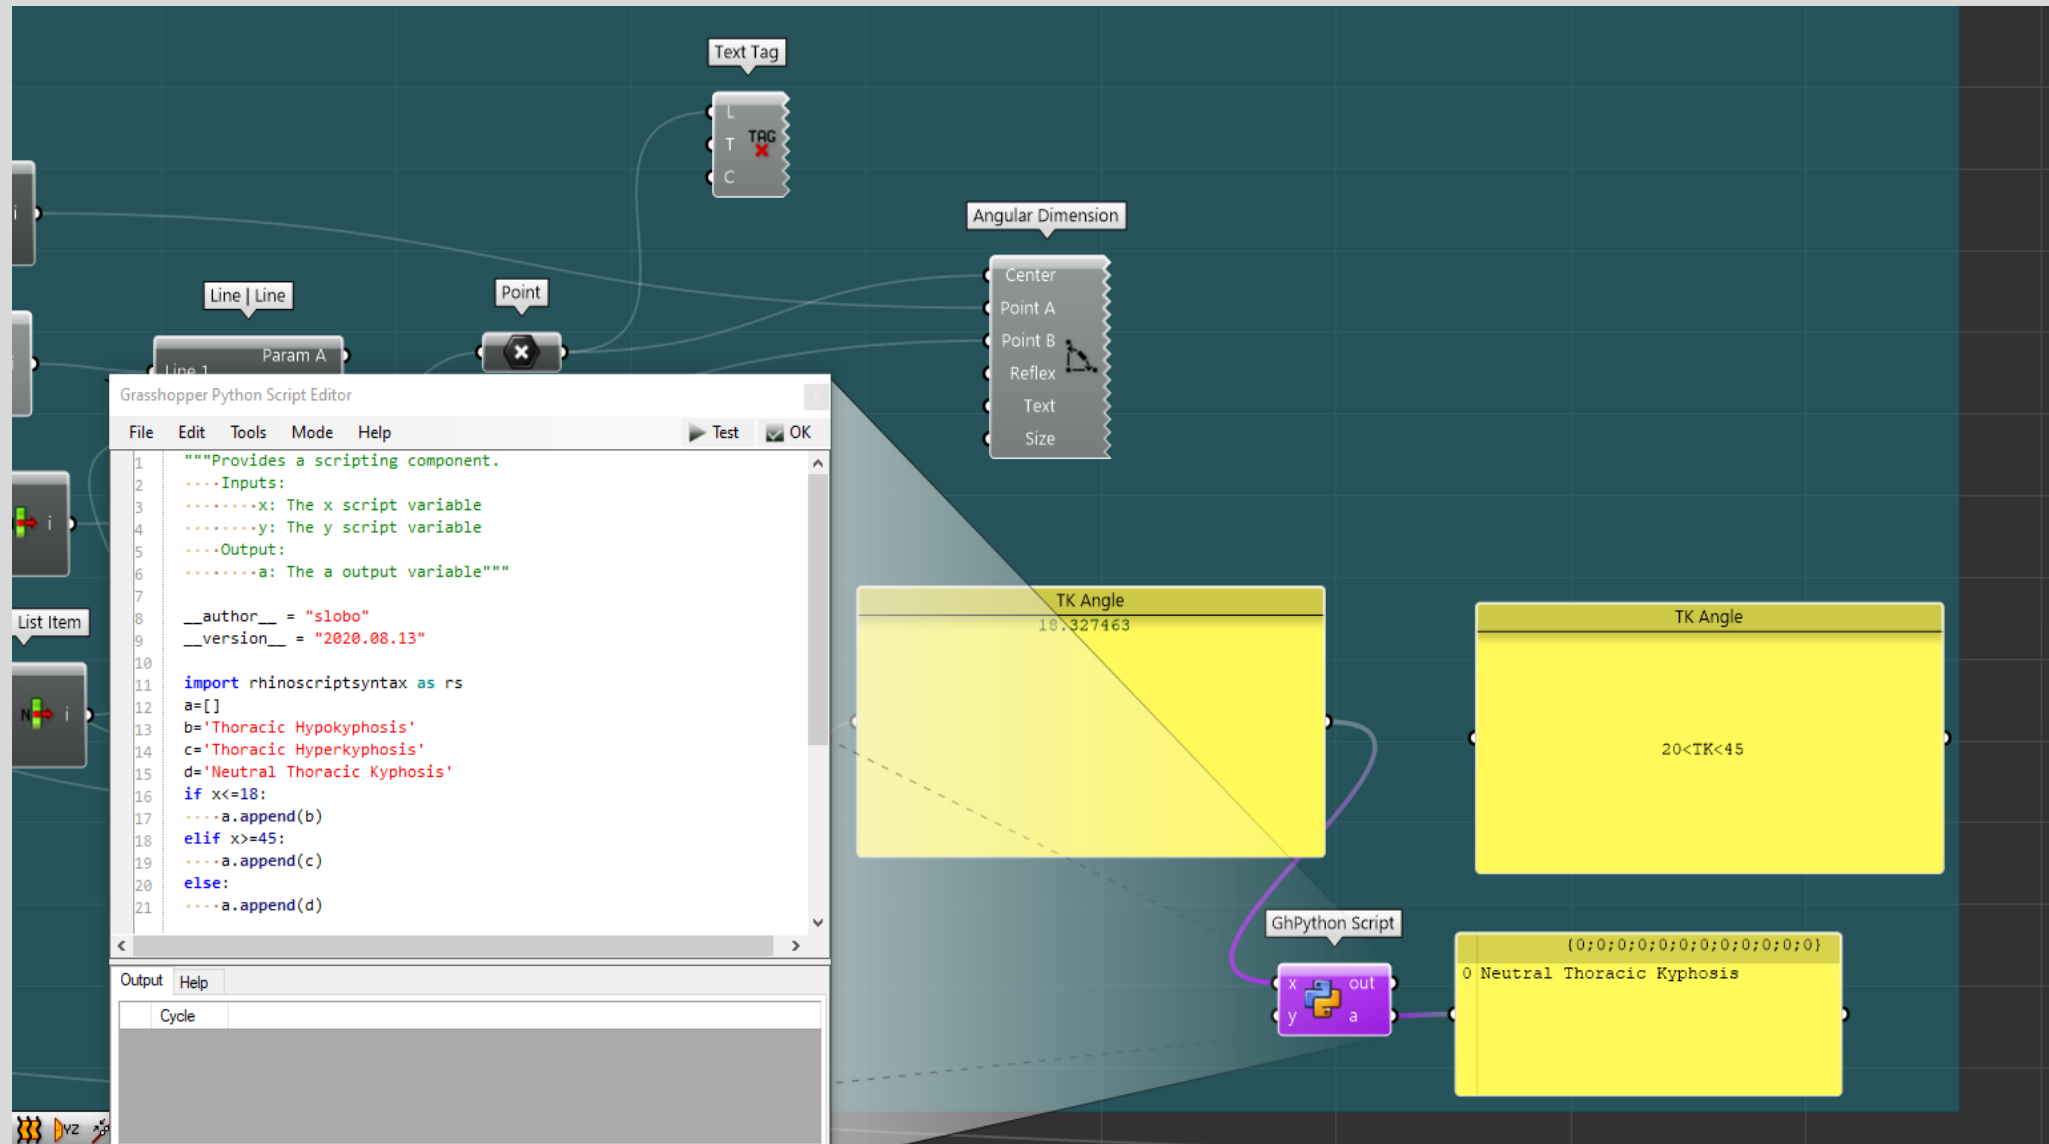 Text Tag
L
T
C
TAG
i
Angular Dimension
Center
Point A
Point B
Reflex
Text
Size
Line | Line
Param A
Line 1
Point
i
List Item
N
i
Grasshopper Python Script Editor
File Edit Tools Mode Help Test OK
1 """Provides a scripting component.
2 ····Inputs:
3 ········x: The x script variable
4 ········y: The y script variable
5 ····Output:
6 ········a: The a output variable"""
7
8 __author__ = "slobo"
9 __version__ = "2020.08.13"
10
11 import rhinoscriptsyntax as rs
12 a=[]
13 b='Thoracic Hypokyphosis'
14 c='Thoracic Hyperkyphosis'
15 d='Neutral Thoracic Kyphosis'
16 if x<=18:
17 ····a.append(b)
18 elif x>=45:
19 ····a.append(c)
20 else:
21 ····a.append(d)
Output Help
Cycle
YZ
TK Angle
18.327463
TK Angle
20<TK<45
GhPython Script
x out
y a
{0;0;0;0;0;0;0;0;0;0;0;0}
0 Neutral Thoracic Kyphosis